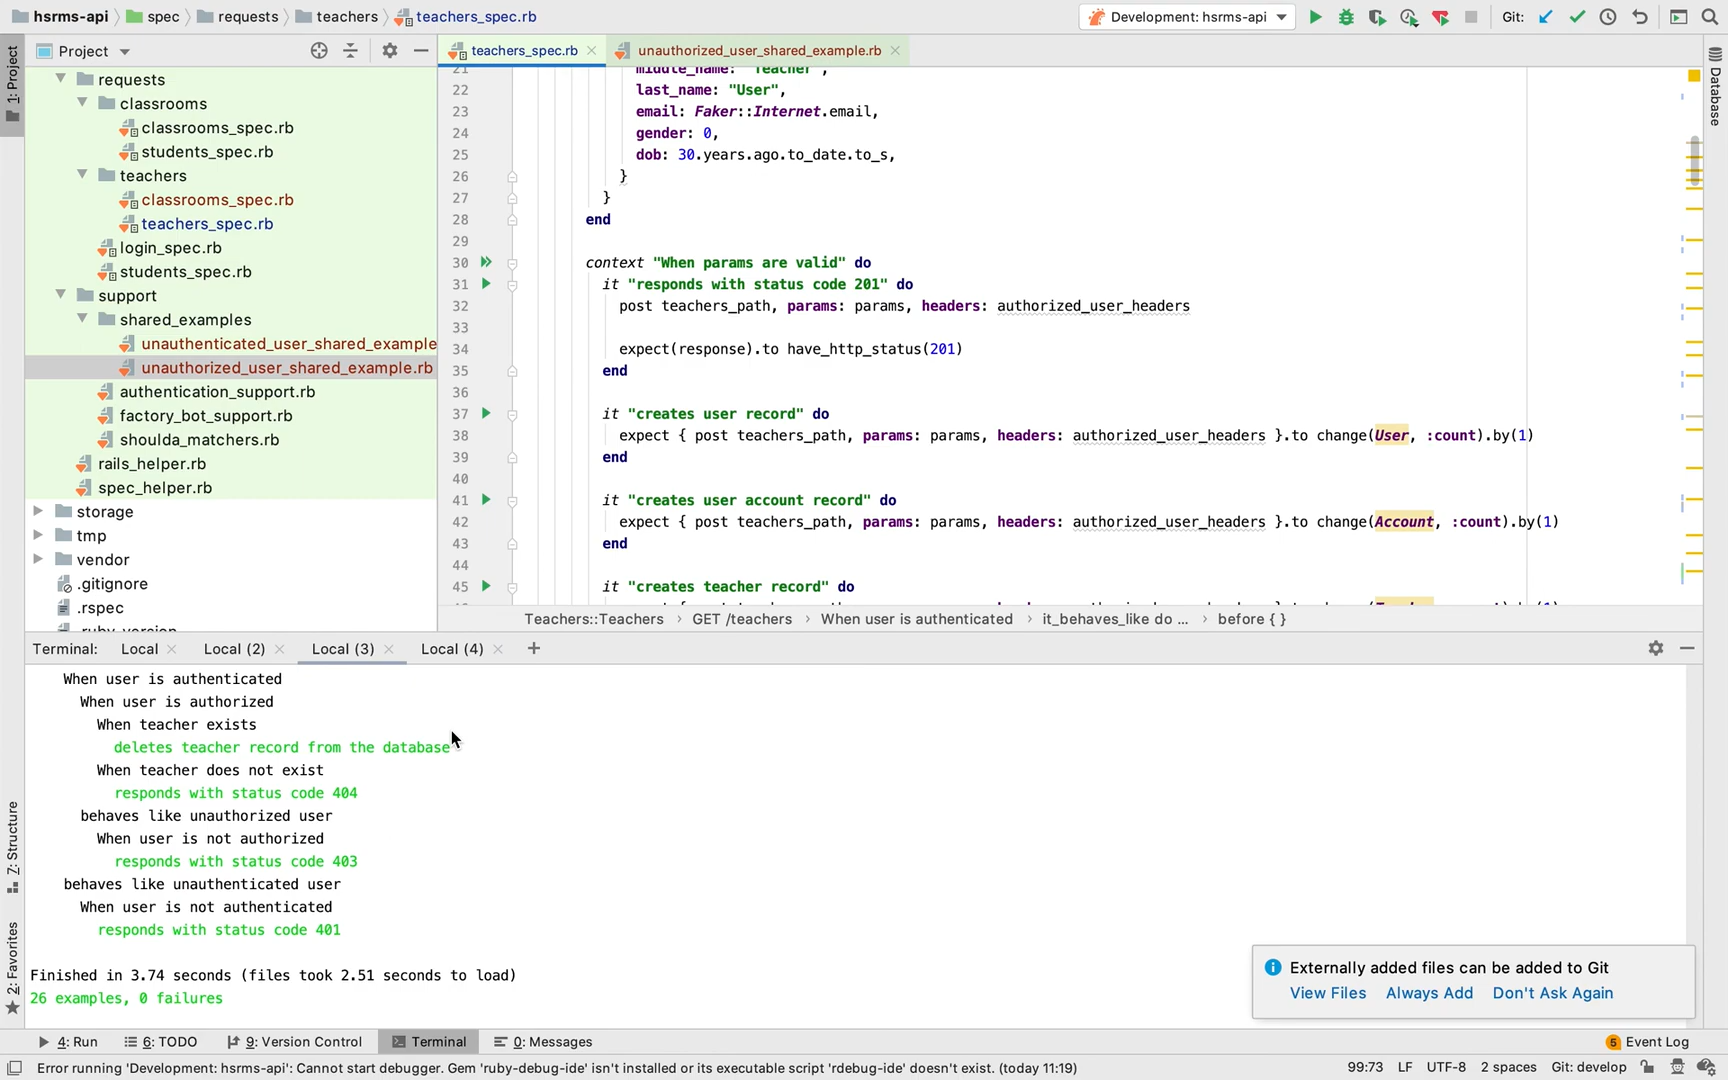 hsrms-api spec requests teachers teachers_spec.rb
Development: hsrms-api
Git:
1: Project
Project
teachers_spec.rb
unauthorized_user_shared_example.rb
Database
requests
classrooms
classrooms_spec.rb
students_spec.rb
teachers
classrooms_spec.rb
teachers_spec.rb
login_spec.rb
students_spec.rb
support
shared_examples
unauthenticated_user_shared_example
unauthorized_user_shared_example.rb
authentication_support.rb
factory_bot_support.rb
shoulda_matchers.rb
rails_helper.rb
spec_helper.rb
storage
tmp
vendor
.gitignore
.rspec
.ruby-version
21 middle_name: "Teacher",
22 last_name: "User",
23 email: Faker::Internet.email,
24 gender: 0,
25 dob: 30.years.ago.to_date.to_s,
26 }
27 }
28 end
29
30 context "When params are valid" do
31 it "responds with status code 201" do
32 post teachers_path, params: params, headers: authorized_user_headers
33
34 expect(response).to have_http_status(201)
35 end
36
37 it "creates user record" do
38 expect { post teachers_path, params: params, headers: authorized_user_headers }.to change(User, :count).by(1)
39 end
40
41 it "creates user account record" do
42 expect { post teachers_path, params: params, headers: authorized_user_headers }.to change(Account, :count).by(1)
43 end
44
45 it "creates teacher record" do
Teachers::Teachers › GET /teachers › When user is authenticated › it_behaves_like do ... › before { }
Terminal: Local Local (2) Local (3) Local (4)
When user is authenticated
When user is authorized
When teacher exists
deletes teacher record from the database
When teacher does not exist
responds with status code 404
behaves like unauthorized user
When user is not authorized
responds with status code 403
behaves like unauthenticated user
When user is not authenticated
responds with status code 401
Finished in 3.74 seconds (files took 2.51 seconds to load)
26 examples, 0 failures
Externally added files can be added to Git
View Files Always Add Don't Ask Again
Z: Structure
2: Favorites
4: Run 6: TODO 9: Version Control Terminal 0: Messages
5 Event Log
Error running 'Development: hsrms-api': Cannot start debugger. Gem 'ruby-debug-ide' isn't installed or its executable script 'rdebug-ide' doesn't exist. (today 11:19)
99:73 LF UTF-8 2 spaces Git: develop